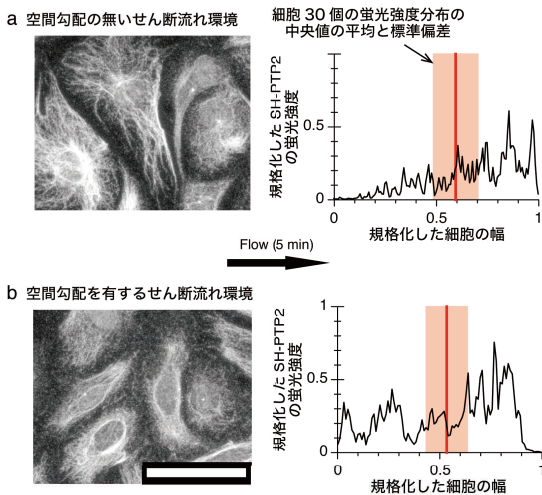 a 空間勾配の無いせん断流れ環境
細胞30個の蛍光強度分布の
中央値の平均と標準偏差
規格化した SH-PTP2
の蛍光強度
0.5
0
0
0.5
1
規格化した細胞の幅
Flow (5 min)
b 空間勾配を有するせん断流れ環境
規格化した SH-PTP2
の蛍光強度
1
0.5
0
0
0.5
1
規格化した細胞の幅